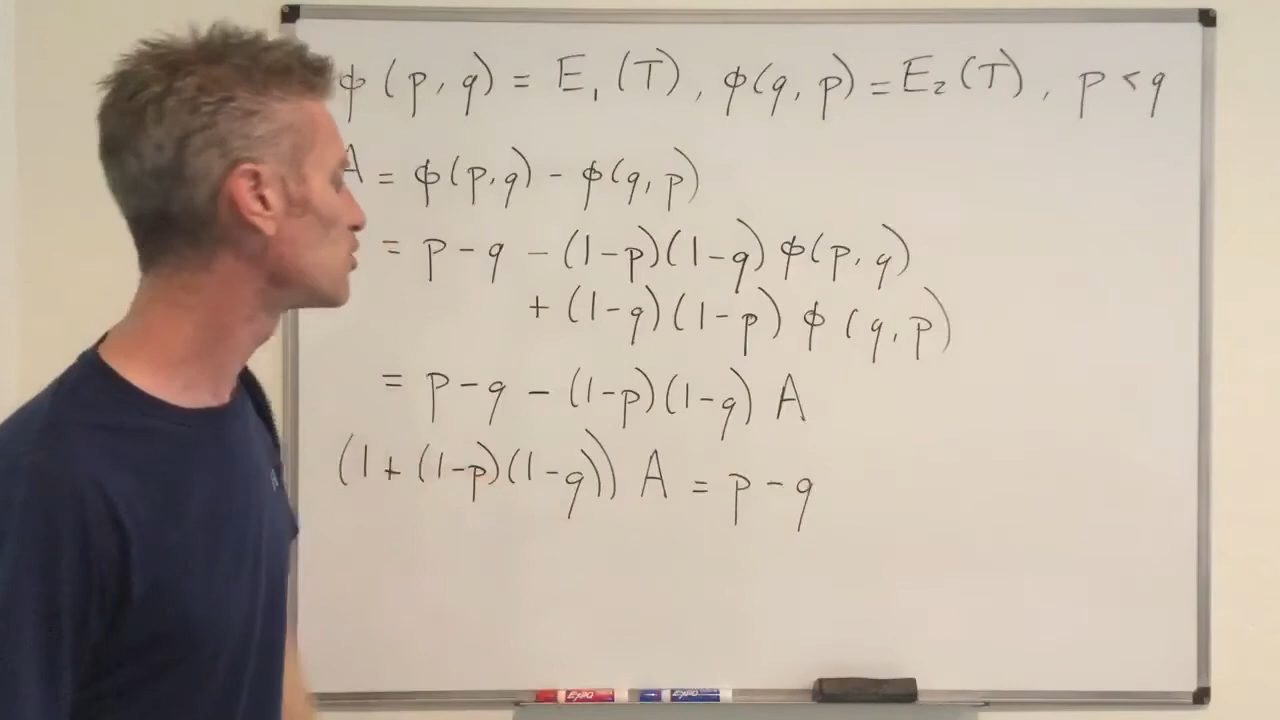 ϕ(p,q) = E₁(T), ϕ(q,p) = E₂(T), p < q
A = ϕ(p,q) - ϕ(q,p)
= p - q - (1-p)(1-q) ϕ(p,q)
+ (1-q)(1-p) ϕ(q,p)
= p - q - (1-p)(1-q) A
(1 + (1-p)(1-q)) A = p - q
EXPO EXPO